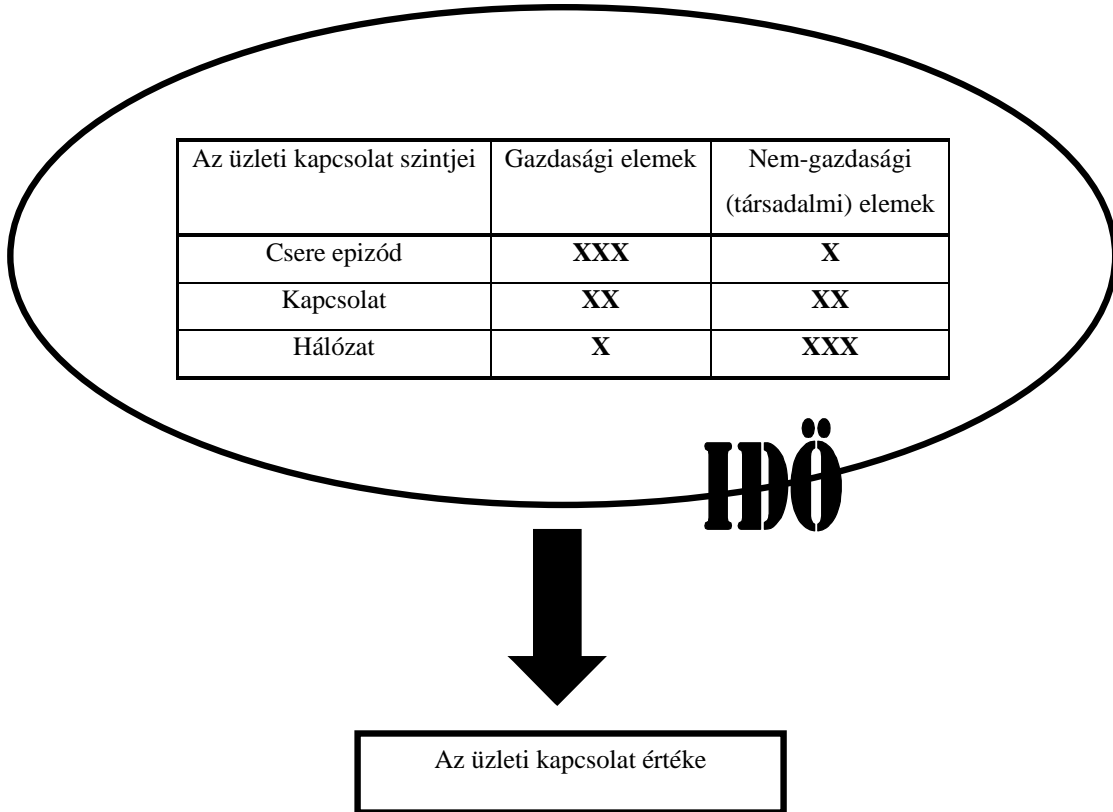 Az üzleti kapcsolat szintjei Gazdasági elemek Nem-gazdasági
(társadalmi) elemek
Csere epizód XXX X
Kapcsolat XX XX
Hálózat X XXX
IDÖ
Az üzleti kapcsolat értéke